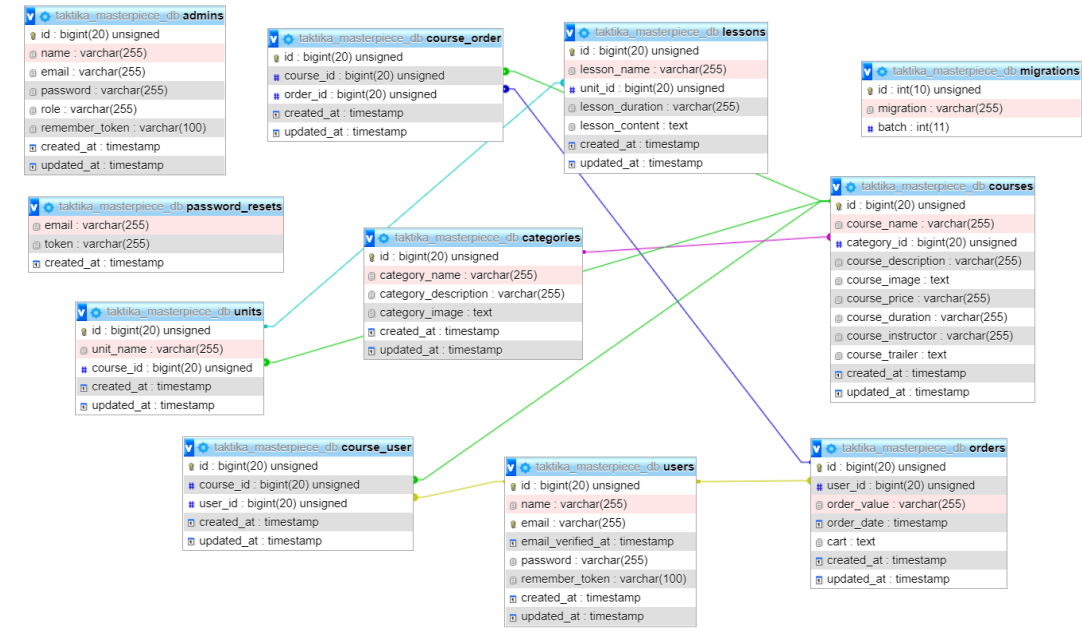 taktika_masterpiece_db admins
id : bigint(20) unsigned
name : varchar(255)
email : varchar(255)
password : varchar(255)
role : varchar(255)
remember_token : varchar(100)
created_at : timestamp
updated_at : timestamp
taktika_masterpiece_db course_order
id : bigint(20) unsigned
course_id : bigint(20) unsigned
order_id : bigint(20) unsigned
created_at : timestamp
updated_at : timestamp
taktika_masterpiece_db lessons
id : bigint(20) unsigned
lesson_name : varchar(255)
unit_id : bigint(20) unsigned
lesson_duration : varchar(255)
lesson_content : text
created_at : timestamp
updated_at : timestamp
taktika_masterpiece_db migrations
id : int(10) unsigned
migration : varchar(255)
batch : int(11)
taktika_masterpiece_db password_resets
email : varchar(255)
token : varchar(255)
created_at : timestamp
taktika_masterpiece_db categories
id : bigint(20) unsigned
category_name : varchar(255)
category_description : varchar(255)
category_image : text
created_at : timestamp
updated_at : timestamp
taktika_masterpiece_db courses
id : bigint(20) unsigned
course_name : varchar(255)
category_id : bigint(20) unsigned
course_description : varchar(255)
course_image : text
course_price : varchar(255)
course_duration : varchar(255)
course_instructor : varchar(255)
course_trailer : text
created_at : timestamp
updated_at : timestamp
taktika_masterpiece_db units
id : bigint(20) unsigned
unit_name : varchar(255)
course_id : bigint(20) unsigned
created_at : timestamp
updated_at : timestamp
taktika_masterpiece_db course_user
id : bigint(20) unsigned
course_id : bigint(20) unsigned
user_id : bigint(20) unsigned
created_at : timestamp
updated_at : timestamp
taktika_masterpiece_db users
id : bigint(20) unsigned
name : varchar(255)
email : varchar(255)
email_verified_at : timestamp
password : varchar(255)
remember_token : varchar(100)
created_at : timestamp
updated_at : timestamp
taktika_masterpiece_db orders
id : bigint(20) unsigned
user_id : bigint(20) unsigned
order_value : varchar(255)
order_date : timestamp
cart : text
created_at : timestamp
updated_at : timestamp